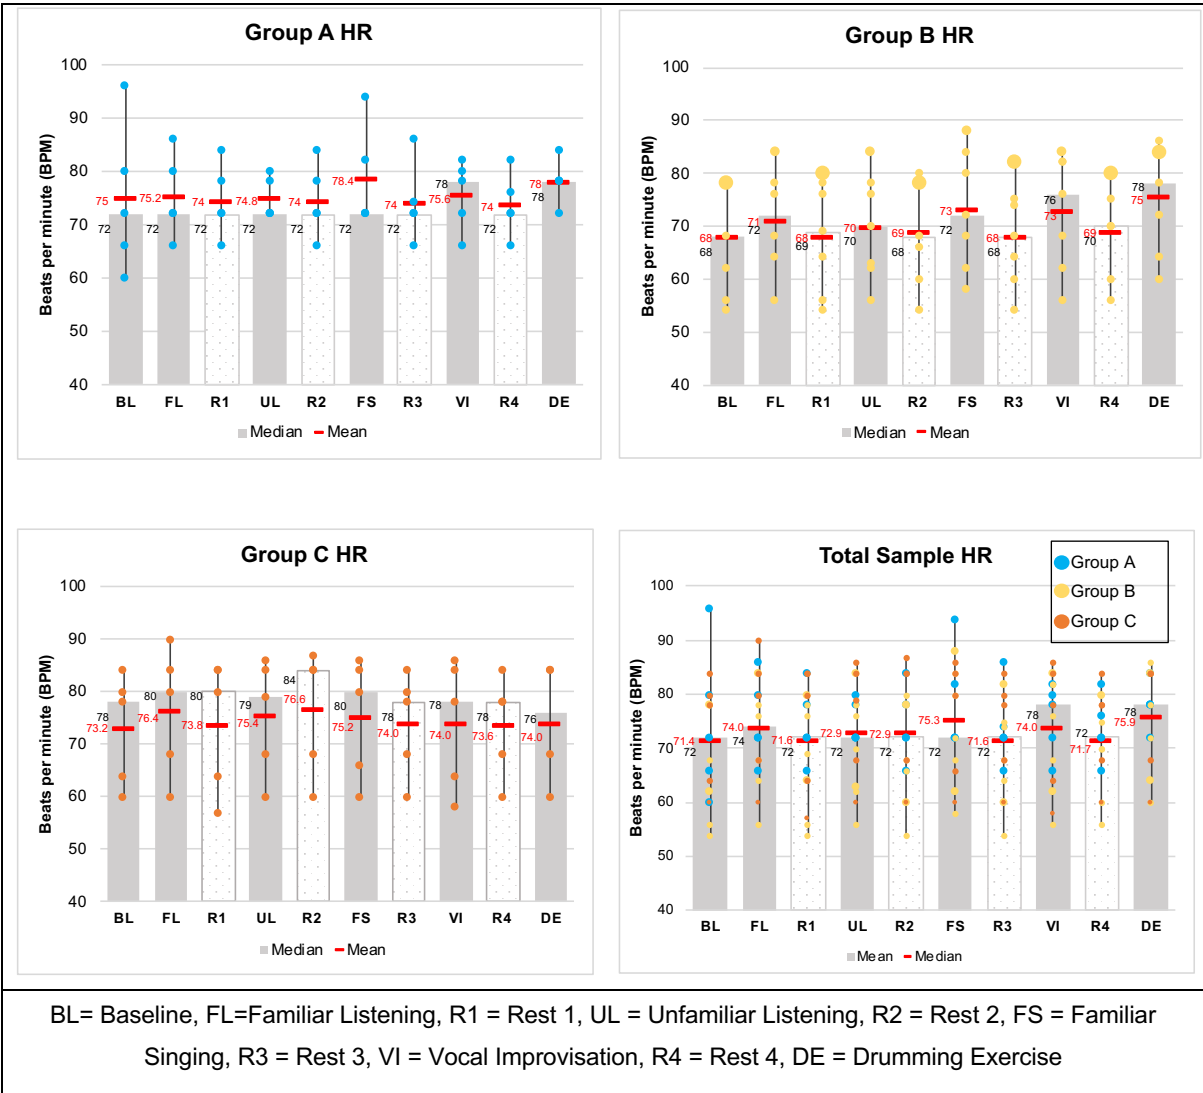 Group A HR
100
90
80
70
60
50
40
Beats per minute (BPM)
72 72 72 72 72 72 72 78 72 78
75 75.2 74 74.8 74 78.4 74 75.6 74 78
BL FL R1 UL R2 FS R3 VI R4 DE
Median Mean
Group B HR
100
90
80
70
60
50
40
Beats per minute (BPM)
68 72 69 70 68 72 68 76 70 78
68 71 68 70 69 73 68 73 69 75
BL FL R1 UL R2 FS R3 VI R4 DE
Median Mean
Group C HR
100
90
80
70
60
50
40
Beats per minute (BPM)
78 80 80 79 84 80 78 78 78 76
73.2 76.4 73.8 75.4 76.6 75.2 74.0 74.0 73.6 74.0
BL FL R1 UL R2 FS R3 VI R4 DE
Median Mean
Total Sample HR
Group A
Group B
Group C
100
90
80
70
60
50
40
Beats per minute (BPM)
72 74 72 72 72 72 72 78 72 78
71.4 74.0 71.6 72.9 72.9 75.3 71.6 74.0 71.7 75.9
BL FL R1 UL R2 FS R3 VI R4 DE
Mean Median
BL= Baseline, FL=Familiar Listening, R1 = Rest 1, UL = Unfamiliar Listening, R2 = Rest 2, FS = Familiar
Singing, R3 = Rest 3, VI = Vocal Improvisation, R4 = Rest 4, DE = Drumming Exercise